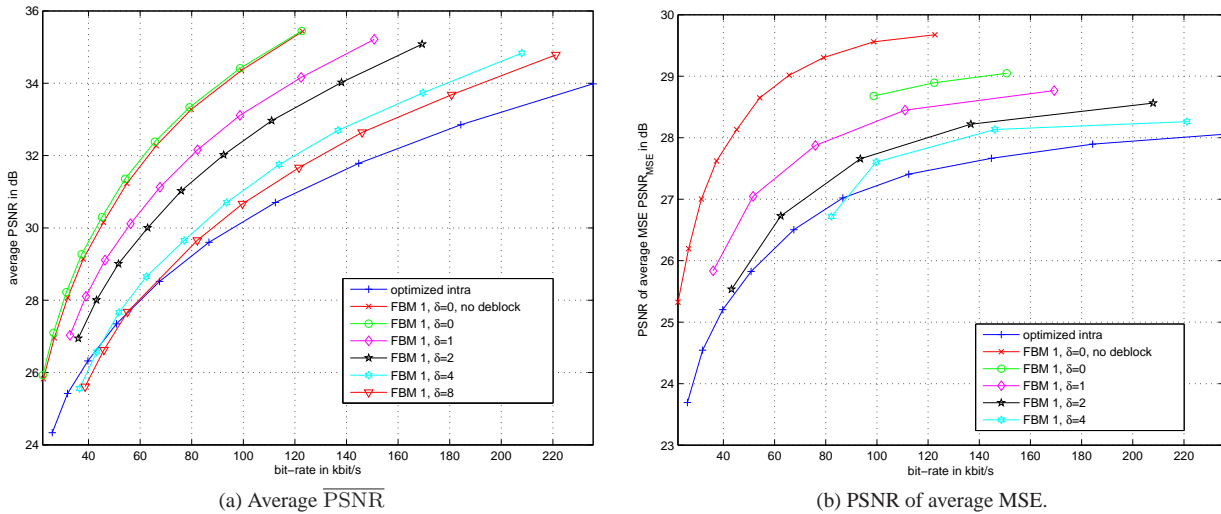 36
34
32
30
28
26
24
average PSNR in dB
40 60 80 100 120 140 160 180 200 220
bit−rate in kbit/s
optimized intra
FBM 1, δ=0, no deblock
FBM 1, δ=0
FBM 1, δ=1
FBM 1, δ=2
FBM 1, δ=4
FBM 1, δ=8
(a) Average P̅S̅N̅R̅
30
29
28
27
26
25
24
23
PSNR of average MSE PSNR_MSE in dB
40 60 80 100 120 140 160 180 200 220
bit−rate in kbit/s
optimized intra
FBM 1, δ=0, no deblock
FBM 1, δ=0
FBM 1, δ=1
FBM 1, δ=2
FBM 1, δ=4
(b) PSNR of average MSE.